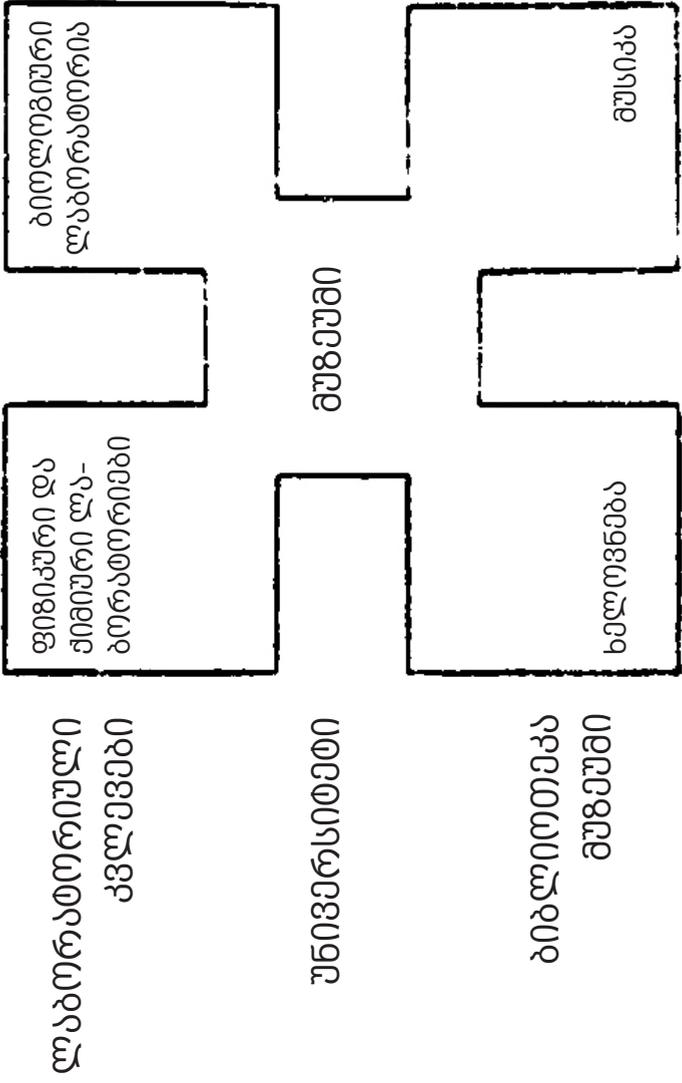 ლაბორატორიული
კვლევები
ფიზიკური და
ქიმიური ლა-
ბორატორიები
ბიოლოგიური
ლაბორატორია
უნივერსიტეტი
მუზეუმი
ბიბლიოთეკა
მუზეუმი
ხელოვნება
მუსიკა